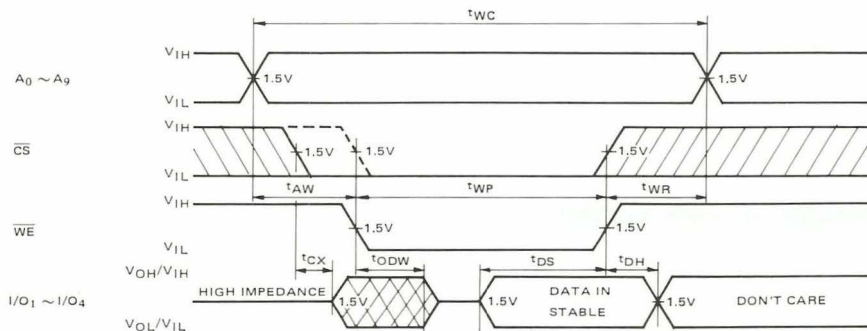 tWC
VIH
A0 ~ A9
1.5V
1.5V
VIL
VIH
CS
1.5V
1.5V
1.5V
VIL
tAW
tWP
tWR
VIH
WE
1.5V
1.5V
VIL
tCX
tODW
tDS
tDH
VOH/VIH
I/O1 ~ I/O4
HIGH IMPEDANCE
1.5V
1.5V
DATA IN
STABLE
1.5V
DON'T CARE
VOL/VIL